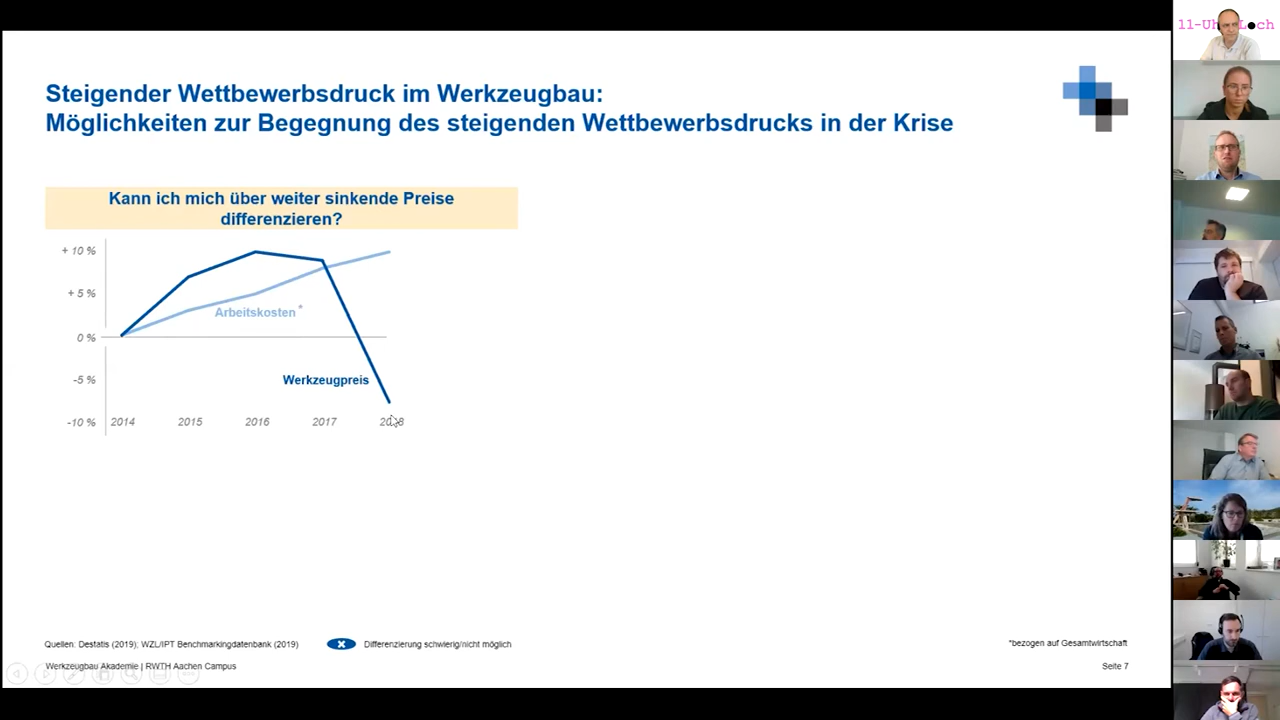 Steigender Wettbewerbsdruck im Werkzeugbau:
Möglichkeiten zur Begegnung des steigenden Wettbewerbsdrucks in der Krise
Kann ich mich über weiter sinkende Preise
differenzieren?
+ 10 %
+ 5 %
0 %
-5 %
-10 %
Arbeitskosten *
Werkzeugpreis
2014 2015 2016 2017
Quellen: Destatis (2019); WZL/IPT Benchmarkingdatenbank (2019)
Differenzierung schwierig/nicht möglich
*bezogen auf Gesamtwirtschaft
Werkzeugbau Akademie | RWTH Aachen Campus
Seite 7